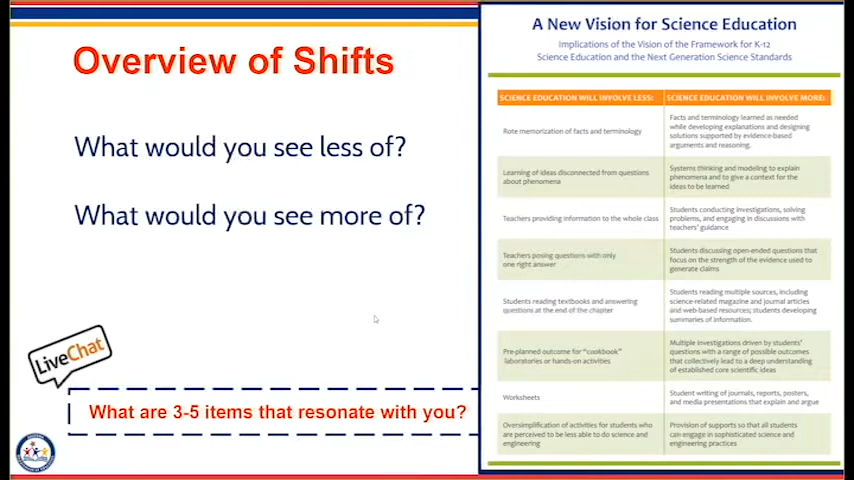 Overview of Shifts
What would you see less of?
What would you see more of?
LiveChat
What are 3-5 items that resonate with you?
A New Vision for Science Education
Implications of the Vision of the Framework for K-12
Science Education and the Next Generation Science Standards
SCIENCE EDUCATION WILL INVOLVE LESS:
SCIENCE EDUCATION WILL INVOLVE MORE:
Rote memorization of facts and terminology
Facts and terminology learned as needed
while developing explanations and designing
solutions supported by evidence-based
arguments and reasoning.
Learning of ideas disconnected from questions
about phenomena
Systems thinking and modeling to explain
phenomena and to give a context for the
ideas to be learned
Teachers providing information to the whole class
Students conducting investigations, solving
problems, and engaging in discussions with
teachers' guidance
Teachers posing questions with only
one right answer
Students discussing open-ended questions that
focus on the strength of the evidence used to
generate claims
Students reading textbooks and answering
questions at the end of the chapter
Students reading multiple sources, including
science-related magazine and journal articles
and web-based resources; students developing
summaries of information.
Pre-planned outcome for "cookbook"
laboratories or hands-on activities
Multiple investigations driven by students'
questions with a range of possible outcomes
that collectively lead to a deep understanding
of established core scientific ideas
Worksheets
Student writing of journals, reports, posters,
and media presentations that explain and argue
Oversimplification of activities for students who
are perceived to be less able to do science and
engineering
Provision of supports so that all students
can engage in sophisticated science and
engineering practices